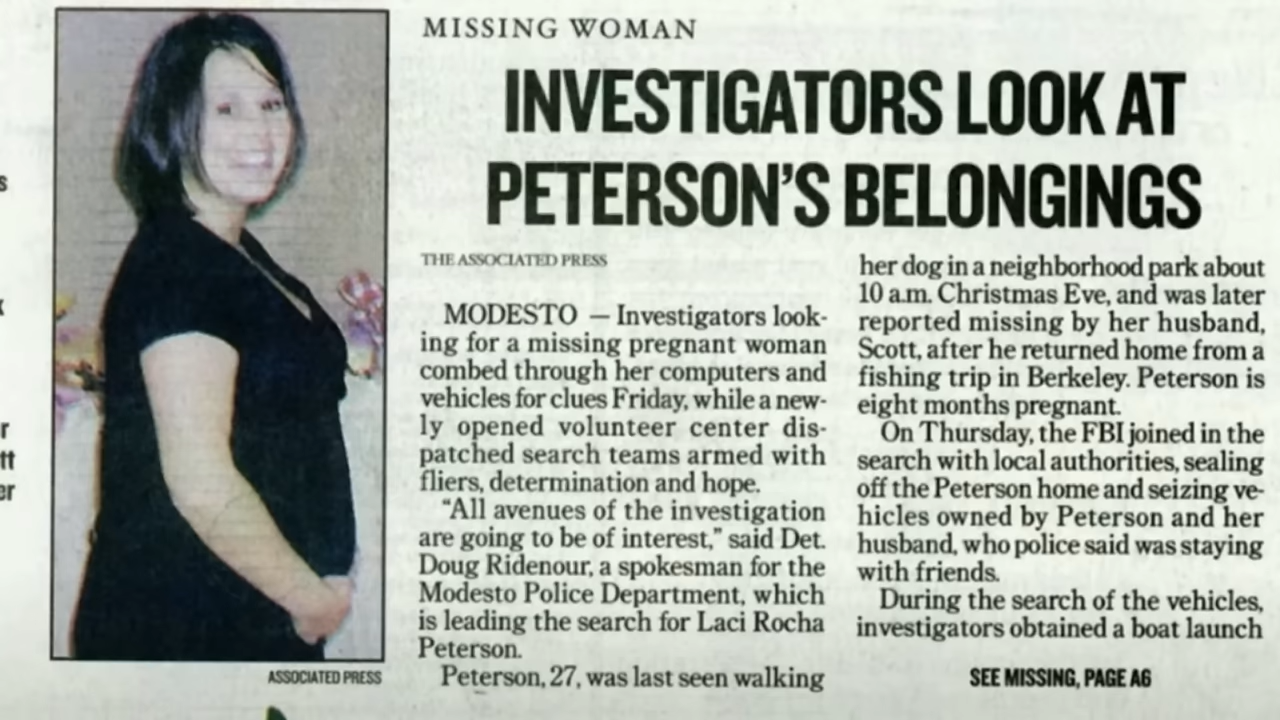 MISSING WOMAN
INVESTIGATORS LOOK AT
PETERSON'S BELONGINGS
THE ASSOCIATED PRESS
MODESTO — Investigators look-
ing for a missing pregnant woman
combed through her computers and
vehicles for clues Friday, while a new-
ly opened volunteer center dis-
patched search teams armed with
fliers, determination and hope.
“All avenues of the investigation
are going to be of interest,” said Det.
Doug Ridenour, a spokesman for the
Modesto Police Department, which
is leading the search for Laci Rocha
Peterson.
Peterson, 27, was last seen walking
her dog in a neighborhood park about
10 a.m. Christmas Eve, and was later
reported missing by her husband,
Scott, after he returned home from a
fishing trip in Berkeley. Peterson is
eight months pregnant.
On Thursday, the FBI joined in the
search with local authorities, sealing
off the Peterson home and seizing ve-
hicles owned by Peterson and her
husband, who police said was staying
with friends.
During the search of the vehicles,
investigators obtained a boat launch
SEE MISSING, PAGE A6
ASSOCIATED PRESS